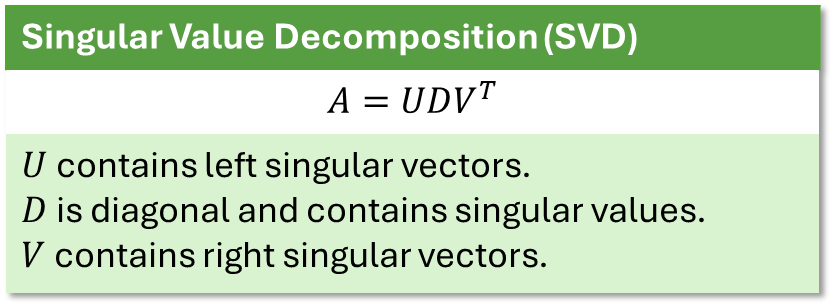 Singular Value Decomposition (SVD)
A = UDV^T
U contains left singular vectors.
D is diagonal and contains singular values.
V contains right singular vectors.